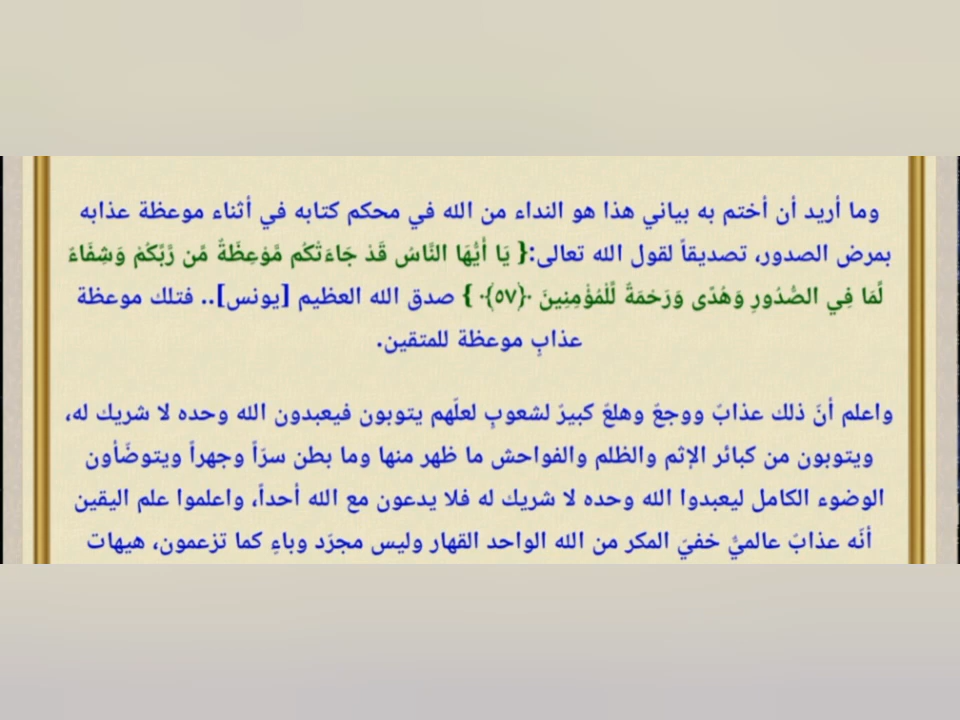 وما أريد أن أختم به بياني هذا هو النداء من الله في محكم كتابه في أثناء موعظة عذابه
بمرض الصدور، تصديقاً لقول الله تعالى:{ يَا أَيُّهَا النَّاسُ قَدْ جَاءَتْكُم مَّوْعِظَةٌ مِّن رَّبِّكُمْ وَشِفَاءٌ
لِّمَا فِي الصُّدُورِ وَهُدًى وَرَحْمَةٌ لِّلْمُؤْمِنِينَ ﴿٥٧﴾ } صدق الله العظيم [يونس].. فتلك موعظة
عذابٍ موعظة للمتقين.
واعلم أنّ ذلك عذابٌ ووجعٌ وهلعٌ كبيرٌ لشعوبٍ لعلّهم يتوبون فيعبدون الله وحده لا شريك له،
ويتوبون من كبائر الإثم والظلم والفواحش ما ظهر منها وما بطن سرّاً وجهراً ويتوضّأون
الوضوء الكامل ليعبدوا الله وحده لا شريك له فلا يدعون مع الله أحداً، واعلموا علم اليقين
أنّه عذابٌ عالميٌّ خفيّ المكر من الله الواحد القهار وليس مجرّد وباءٍ كما تزعمون، هيهات